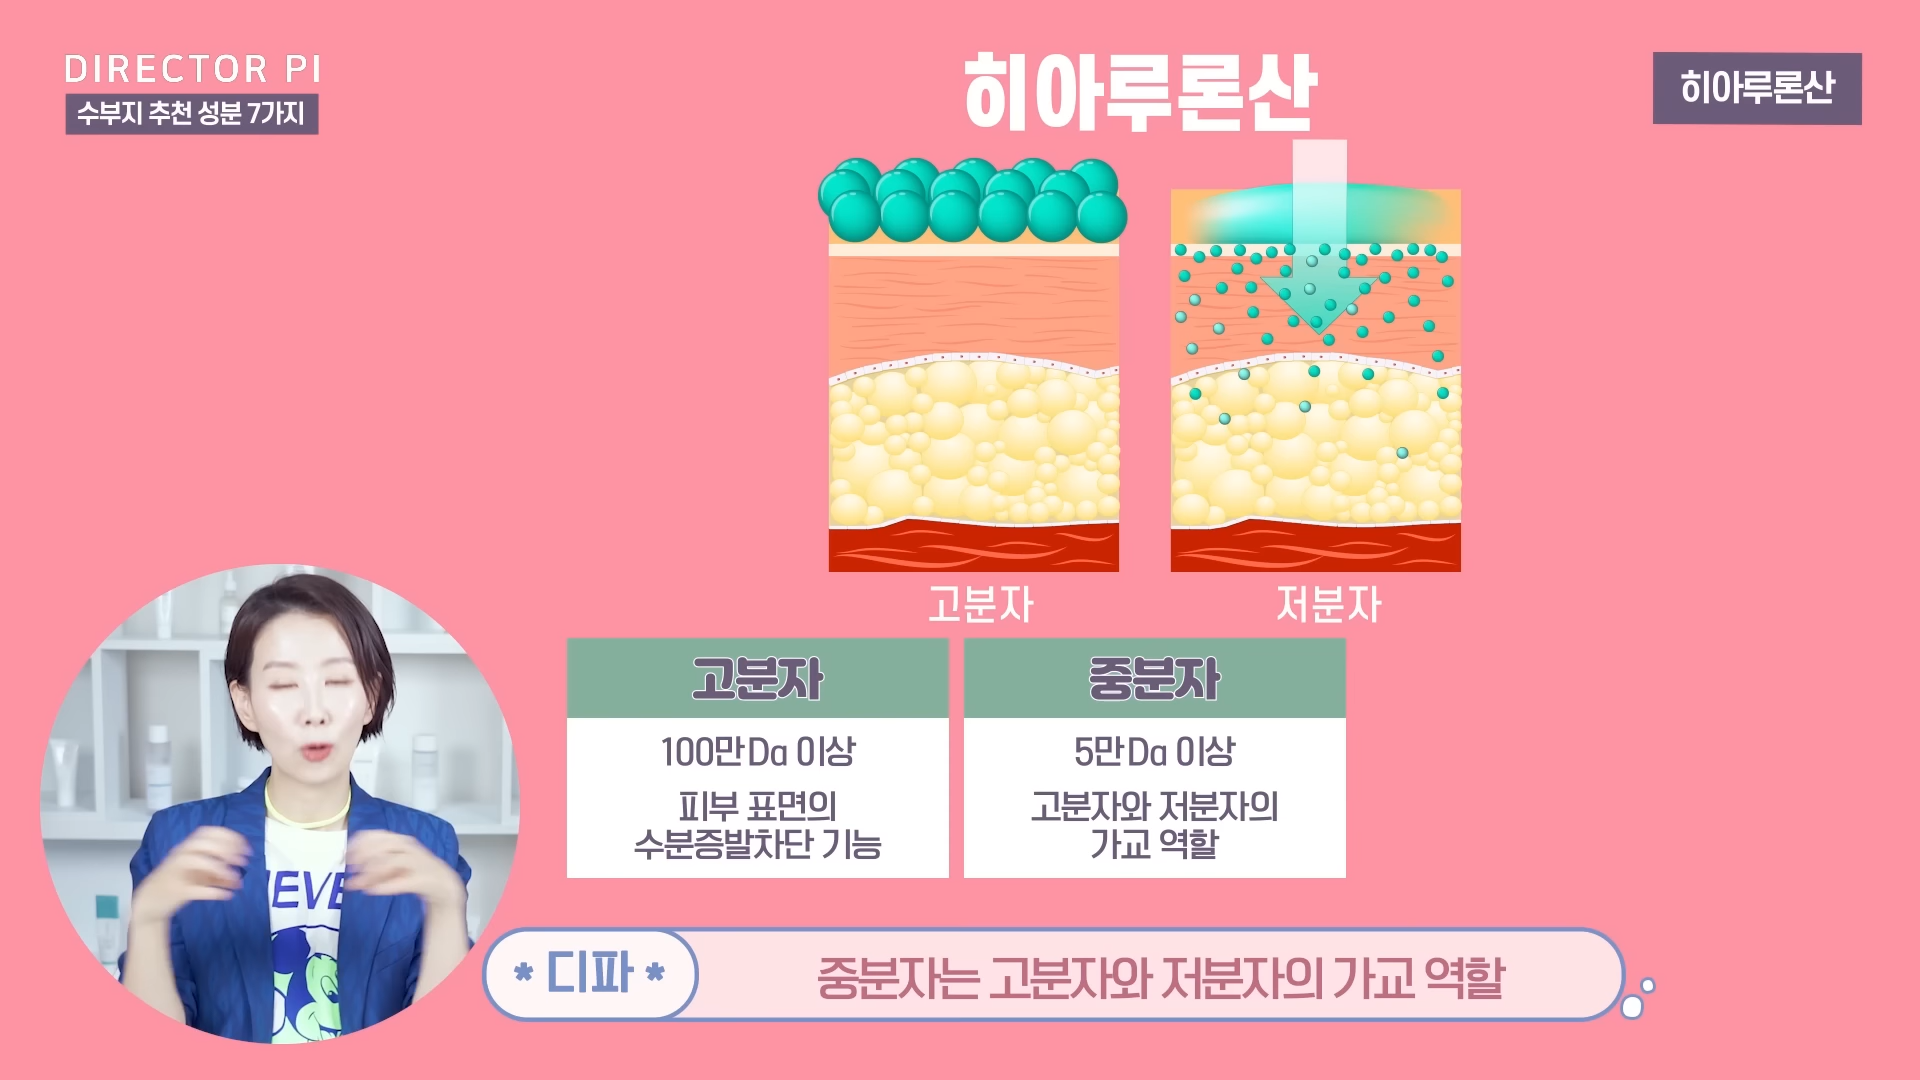 DIRECTOR PI
수부지 추천 성분 7가지
히아루론산
히아루론산
고분자
저분자
고분자
100만Da 이상
피부 표면의
수분증발차단 기능
중분자
5만Da 이상
고분자와 저분자의
가교 역할
IEVE
* 디파 *
중분자는 고분자와 저분자의 가교 역할